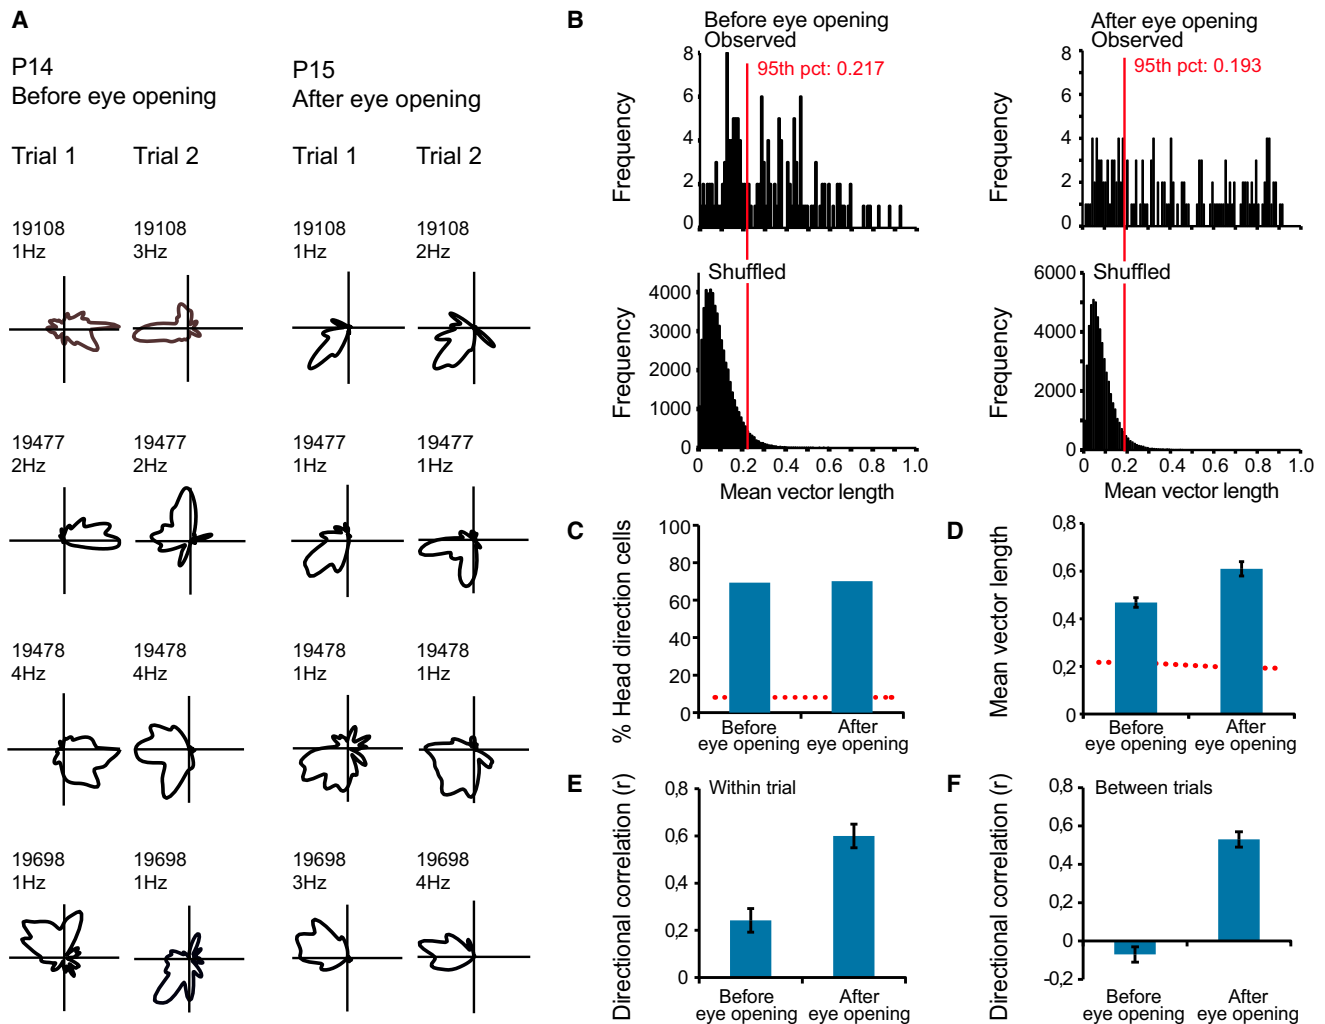 A
P14
Before eye opening
P15
After eye opening
Trial 1
Trial 2
Trial 1
Trial 2
19108
1Hz
19108
3Hz
19108
1Hz
19108
2Hz
19477
2Hz
19477
2Hz
19477
1Hz
19477
1Hz
19478
4Hz
19478
4Hz
19478
1Hz
19478
1Hz
19698
1Hz
19698
1Hz
19698
3Hz
19698
4Hz
B
Before eye opening
Observed
95th pct: 0.217
Frequency
8
6
4
2
0
After eye opening
Observed
95th pct: 0.193
Frequency
8
6
4
2
0
Shuffled
Frequency
4000
3000
2000
1000
0
0 0.2 0.4 0.6 0.8 1.0
Mean vector length
Shuffled
Frequency
6000
4000
2000
0
0 0.2 0.4 0.6 0.8 1.0
Mean vector length
C
% Head direction cells
100
80
60
40
20
0
Before
eye opening
After
eye opening
D
Mean vector length
0,8
0,6
0,4
0,2
0
Before
eye opening
After
eye opening
E
Directional correlation (r)
Within trial
0,8
0,6
0,4
0,2
0
Before
eye opening
After
eye opening
F
Directional correlation (r)
Between trials
0,8
0,6
0,4
0,2
0
-0,2
Before
eye opening
After
eye opening